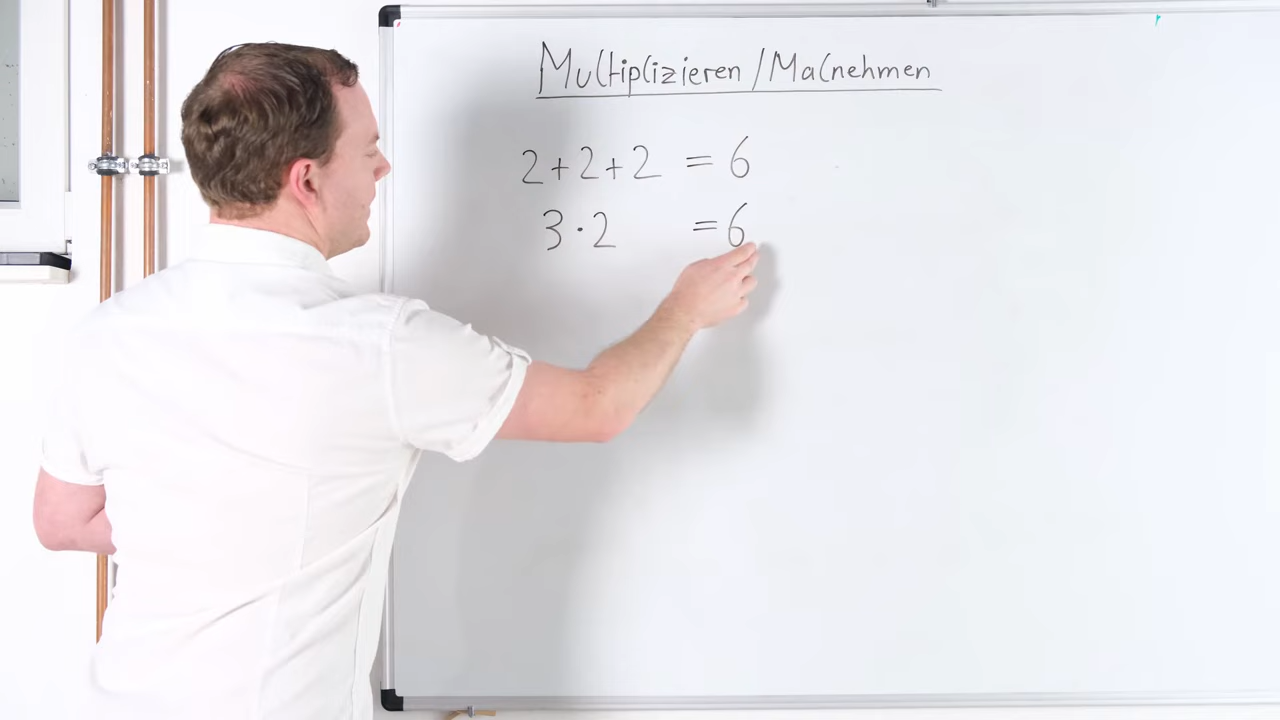 Multiplizieren / Malnehmen
2+2+2 = 6
3·2 = 6